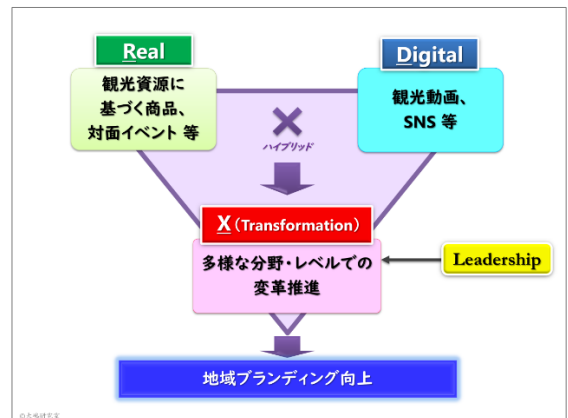 Real
観光資源に
基づく商品、
対面イベント 等
Digital
観光動画、
SNS 等
ハイブリッド
X(Transformation)
多様な分野・レベルでの
変革推進
Leadership
地域ブランディング向上